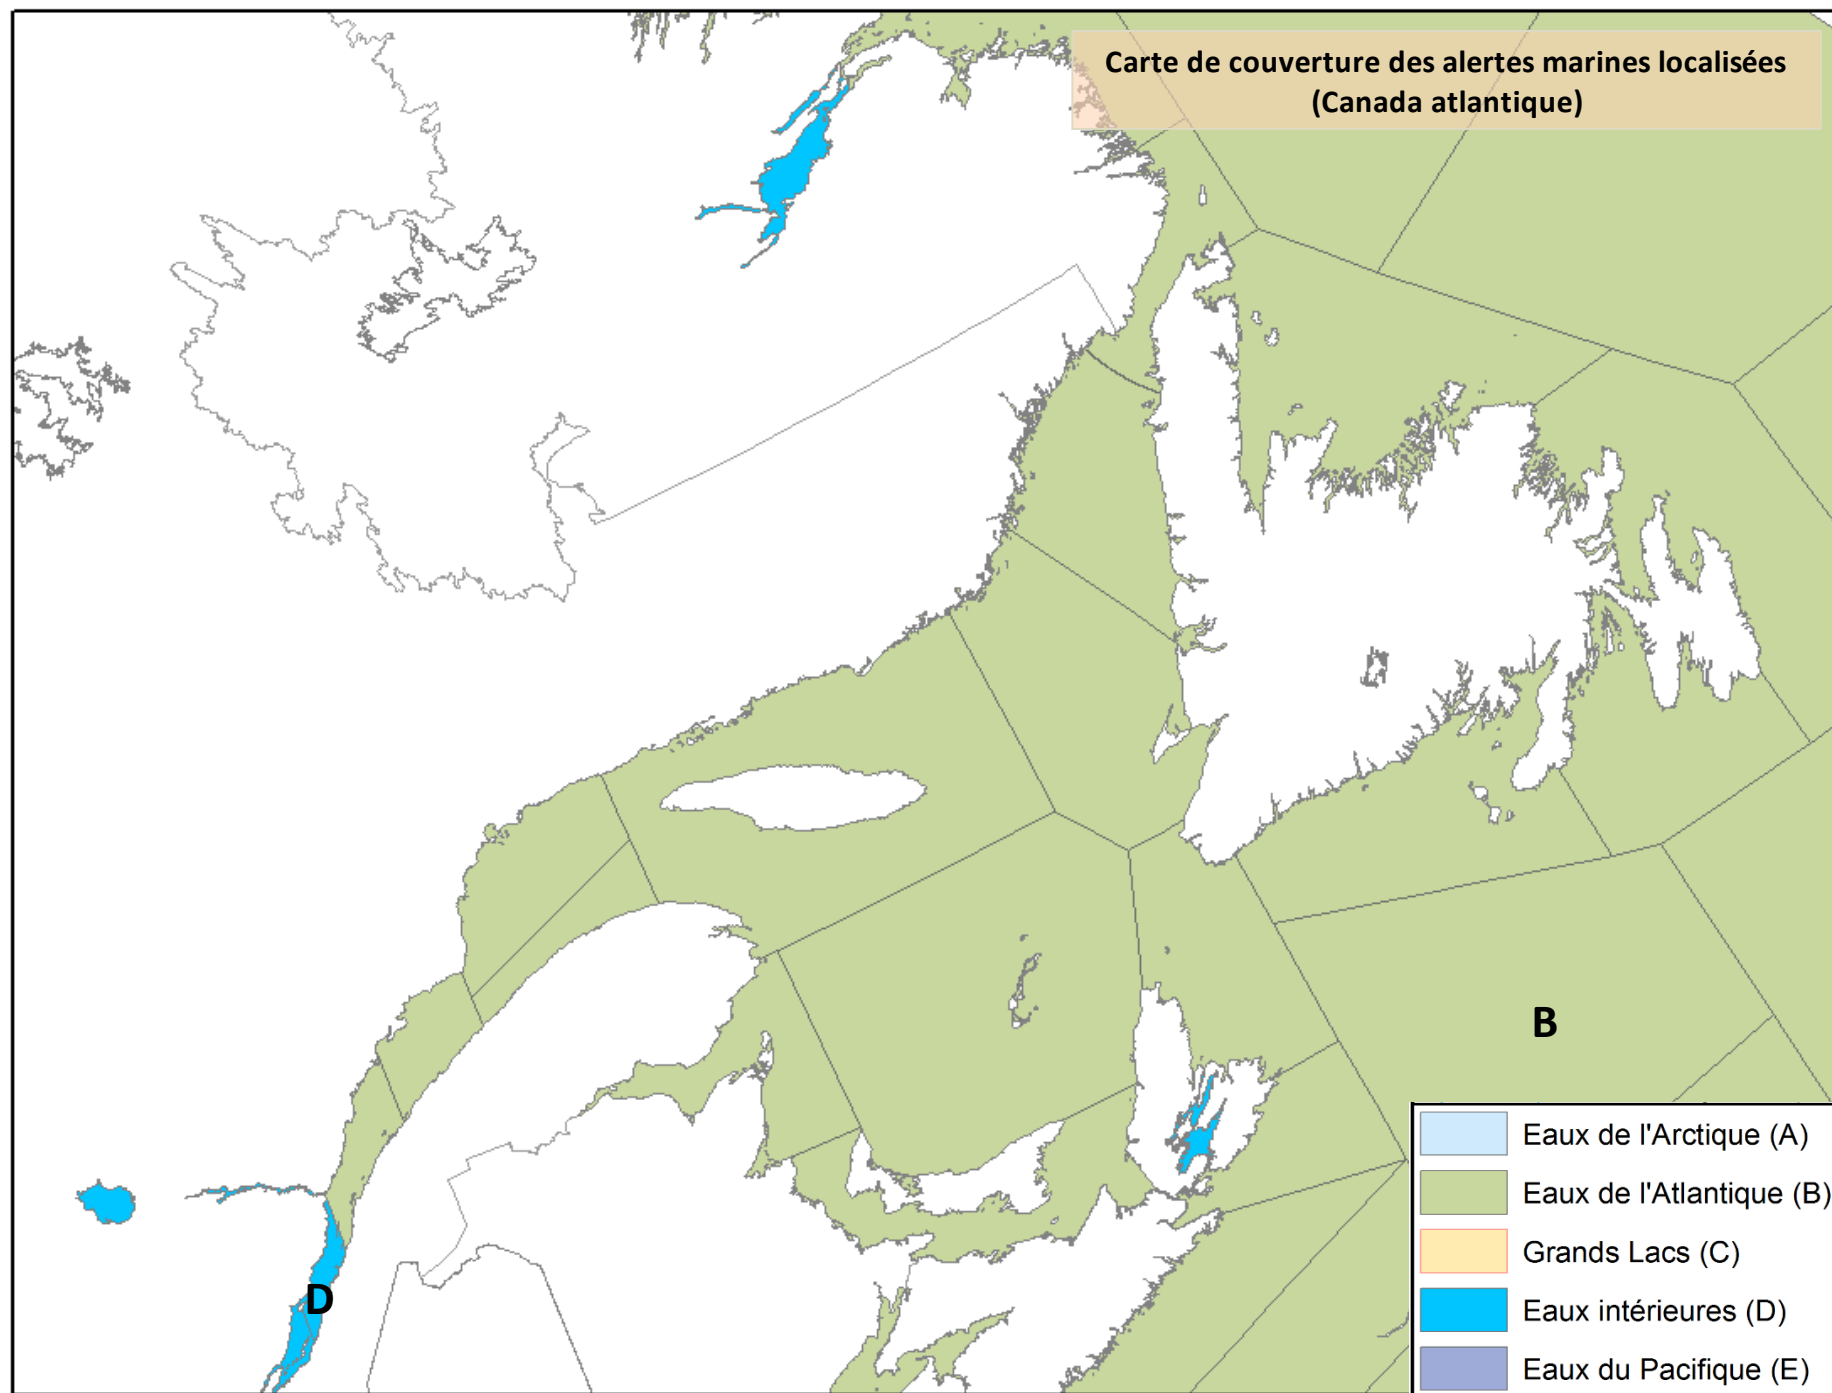 Carte de couverture des alertes marines localisées
(Canada atlantique)
B
D
Eaux de l'Arctique (A)
Eaux de l'Atlantique (B)
Grands Lacs (C)
Eaux intérieures (D)
Eaux du Pacifique (E)